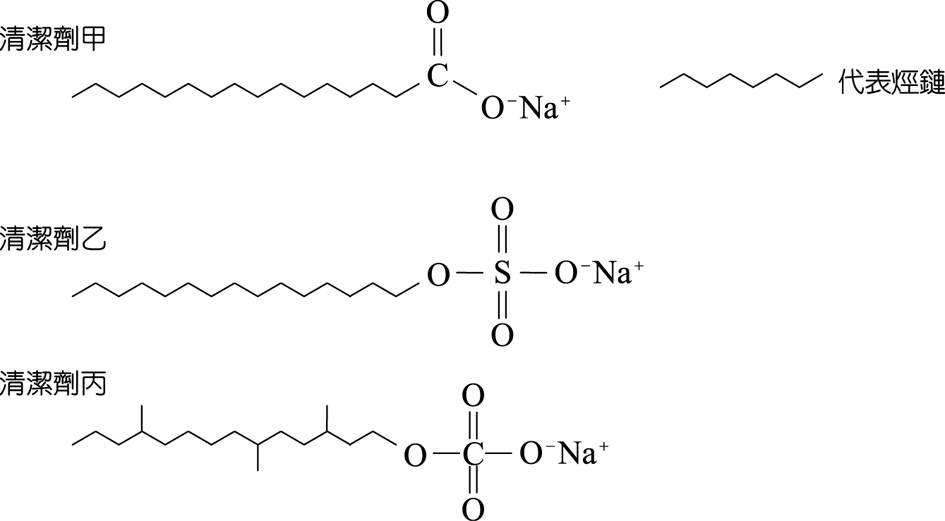 清潔劑甲
O
C
O⁻Na⁺
代表烴鏈
清潔劑乙
O
O S O⁻Na⁺
O
清潔劑丙
O
O C O⁻Na⁺
O